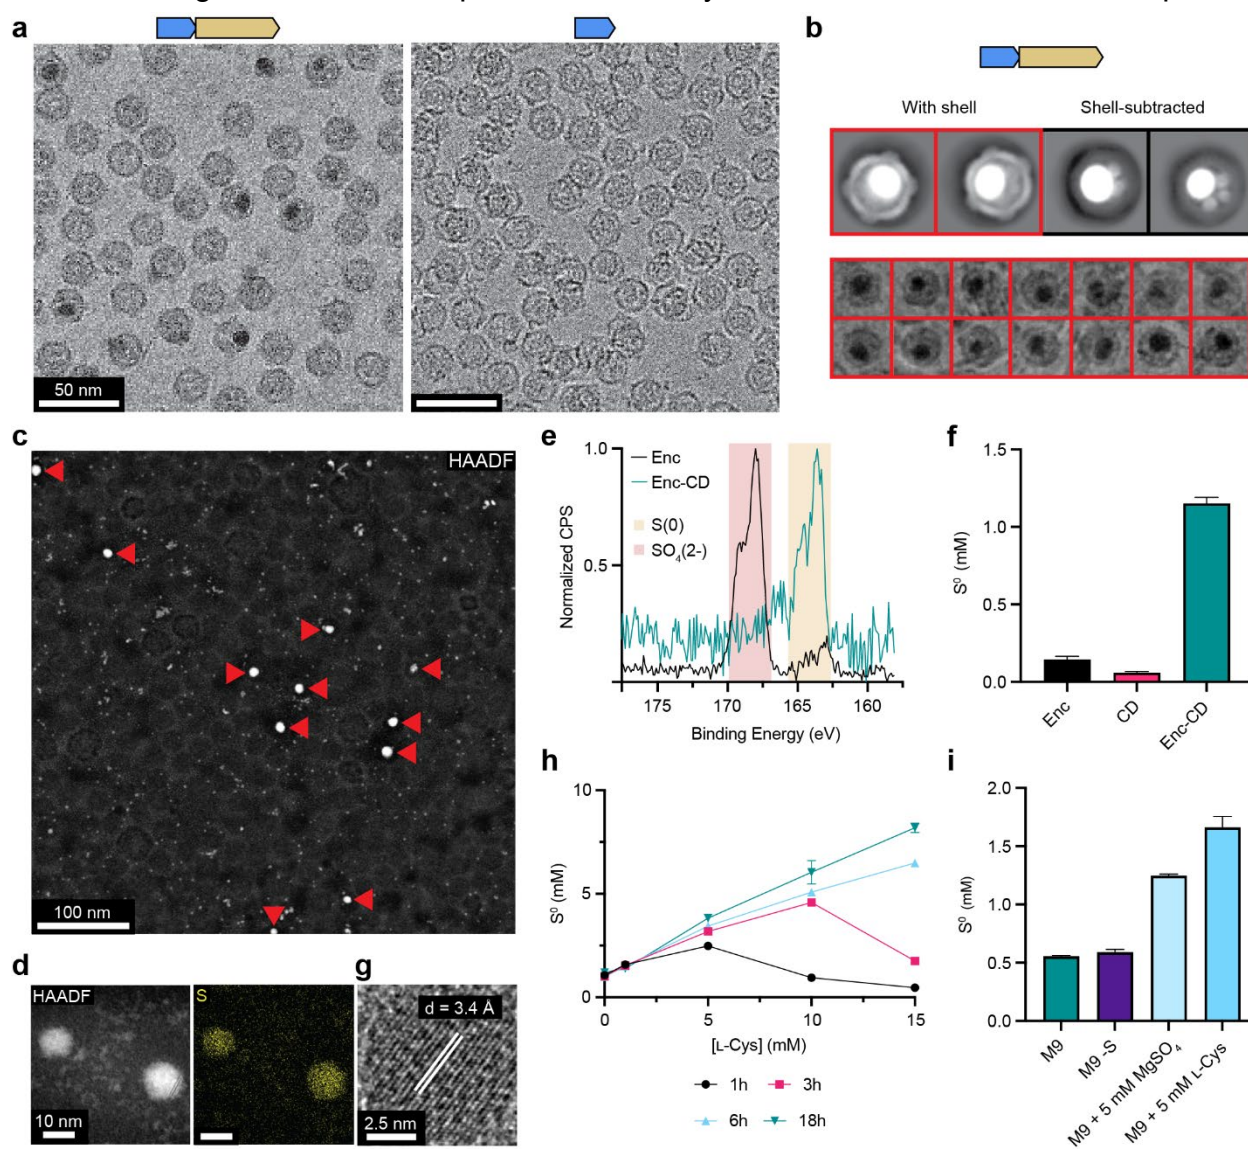 a
b
With shell
Shell-subtracted
50 nm
c
HAADF
100 nm
e
Normalized CPS
1.0
0.5
Enc
Enc-CD
S(0)
SO₄(2-)
175
170
165
160
Binding Energy (eV)
f
S⁰ (mM)
1.5
1.0
0.5
0.0
Enc
CD
Enc-CD
d
HAADF
10 nm
S
g
d = 3.4 Å
2.5 nm
h
S⁰ (mM)
10
5
0
0
5
10
15
[L-Cys] (mM)
1h
3h
6h
18h
i
S⁰ (mM)
2.0
1.5
1.0
0.5
0.0
M9
M9 -S
M9 + 5 mM MgSO₄
M9 + 5 mM L-Cys